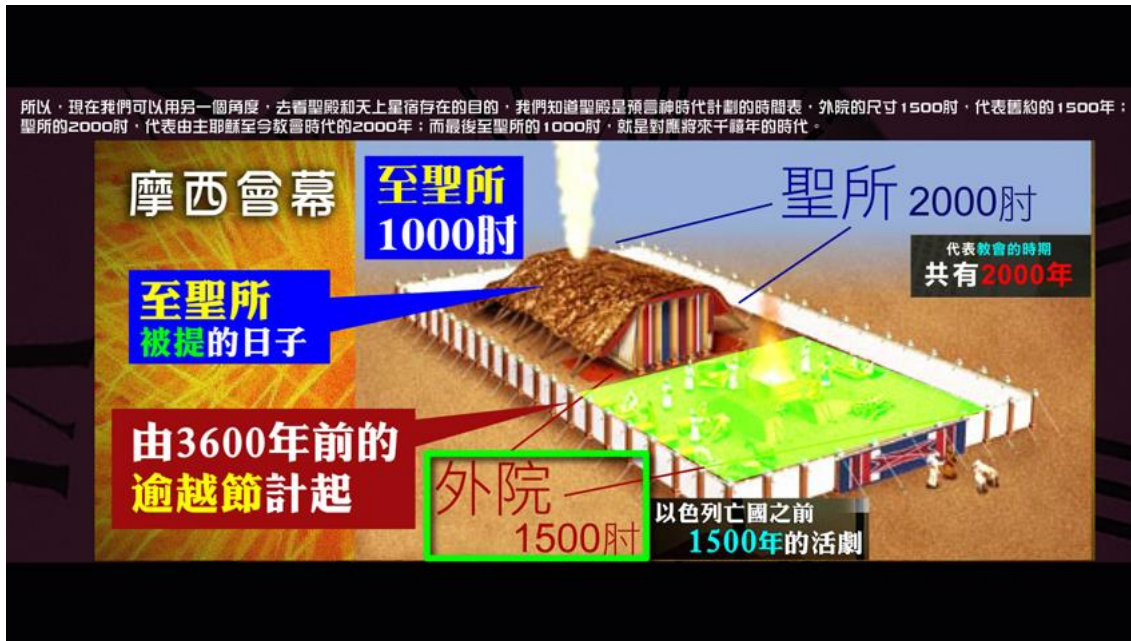 所以，現在我們可以用另一個角度，去看聖殿和天上星宿存在的目的，我們知道聖殿是預言神時代計劃的時間表，外院的尺寸1500肘，代表舊約的1500年；
聖所的2000肘，代表由主耶穌至今教會時代的2000年；而最後至聖所的1000肘，就是對應將來千禧年的時代。
摩西會幕
至聖所
1000肘
聖所 2000肘
代表教會的時期
共有2000年
至聖所
被提的日子
由3600年前的
逾越節計起
外院
1500肘
以色列亡國之前
1500年的活劇